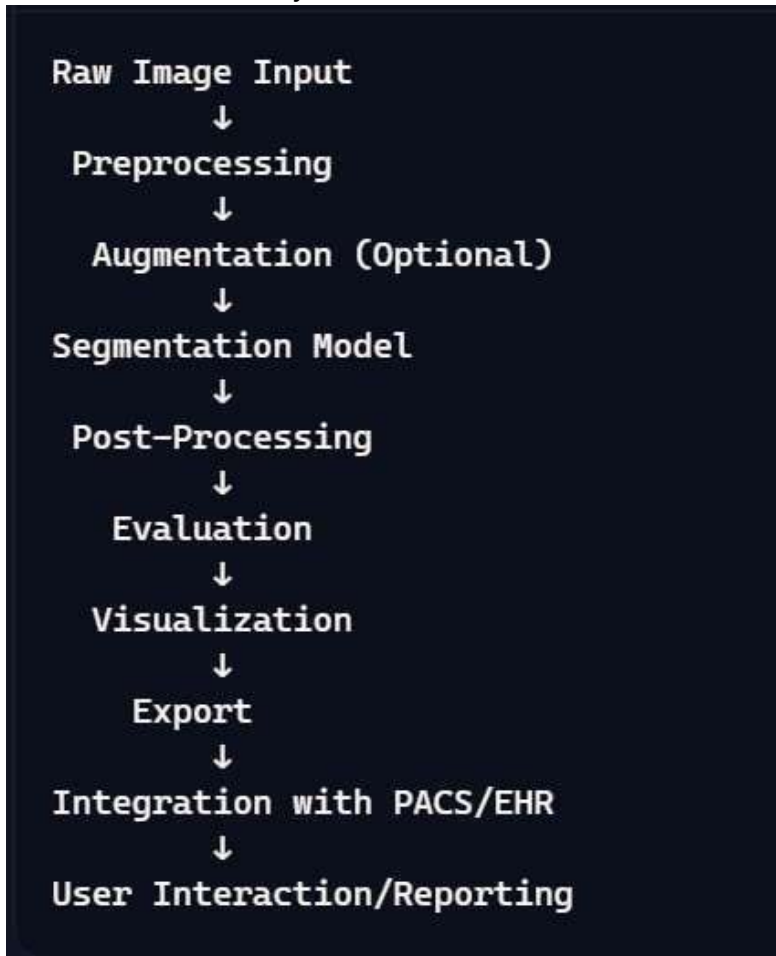 Raw Image Input
↓
Preprocessing
↓
Augmentation (Optional)
↓
Segmentation Model
↓
Post-Processing
↓
Evaluation
↓
Visualization
↓
Export
↓
Integration with PACS/EHR
↓
User Interaction/Reporting